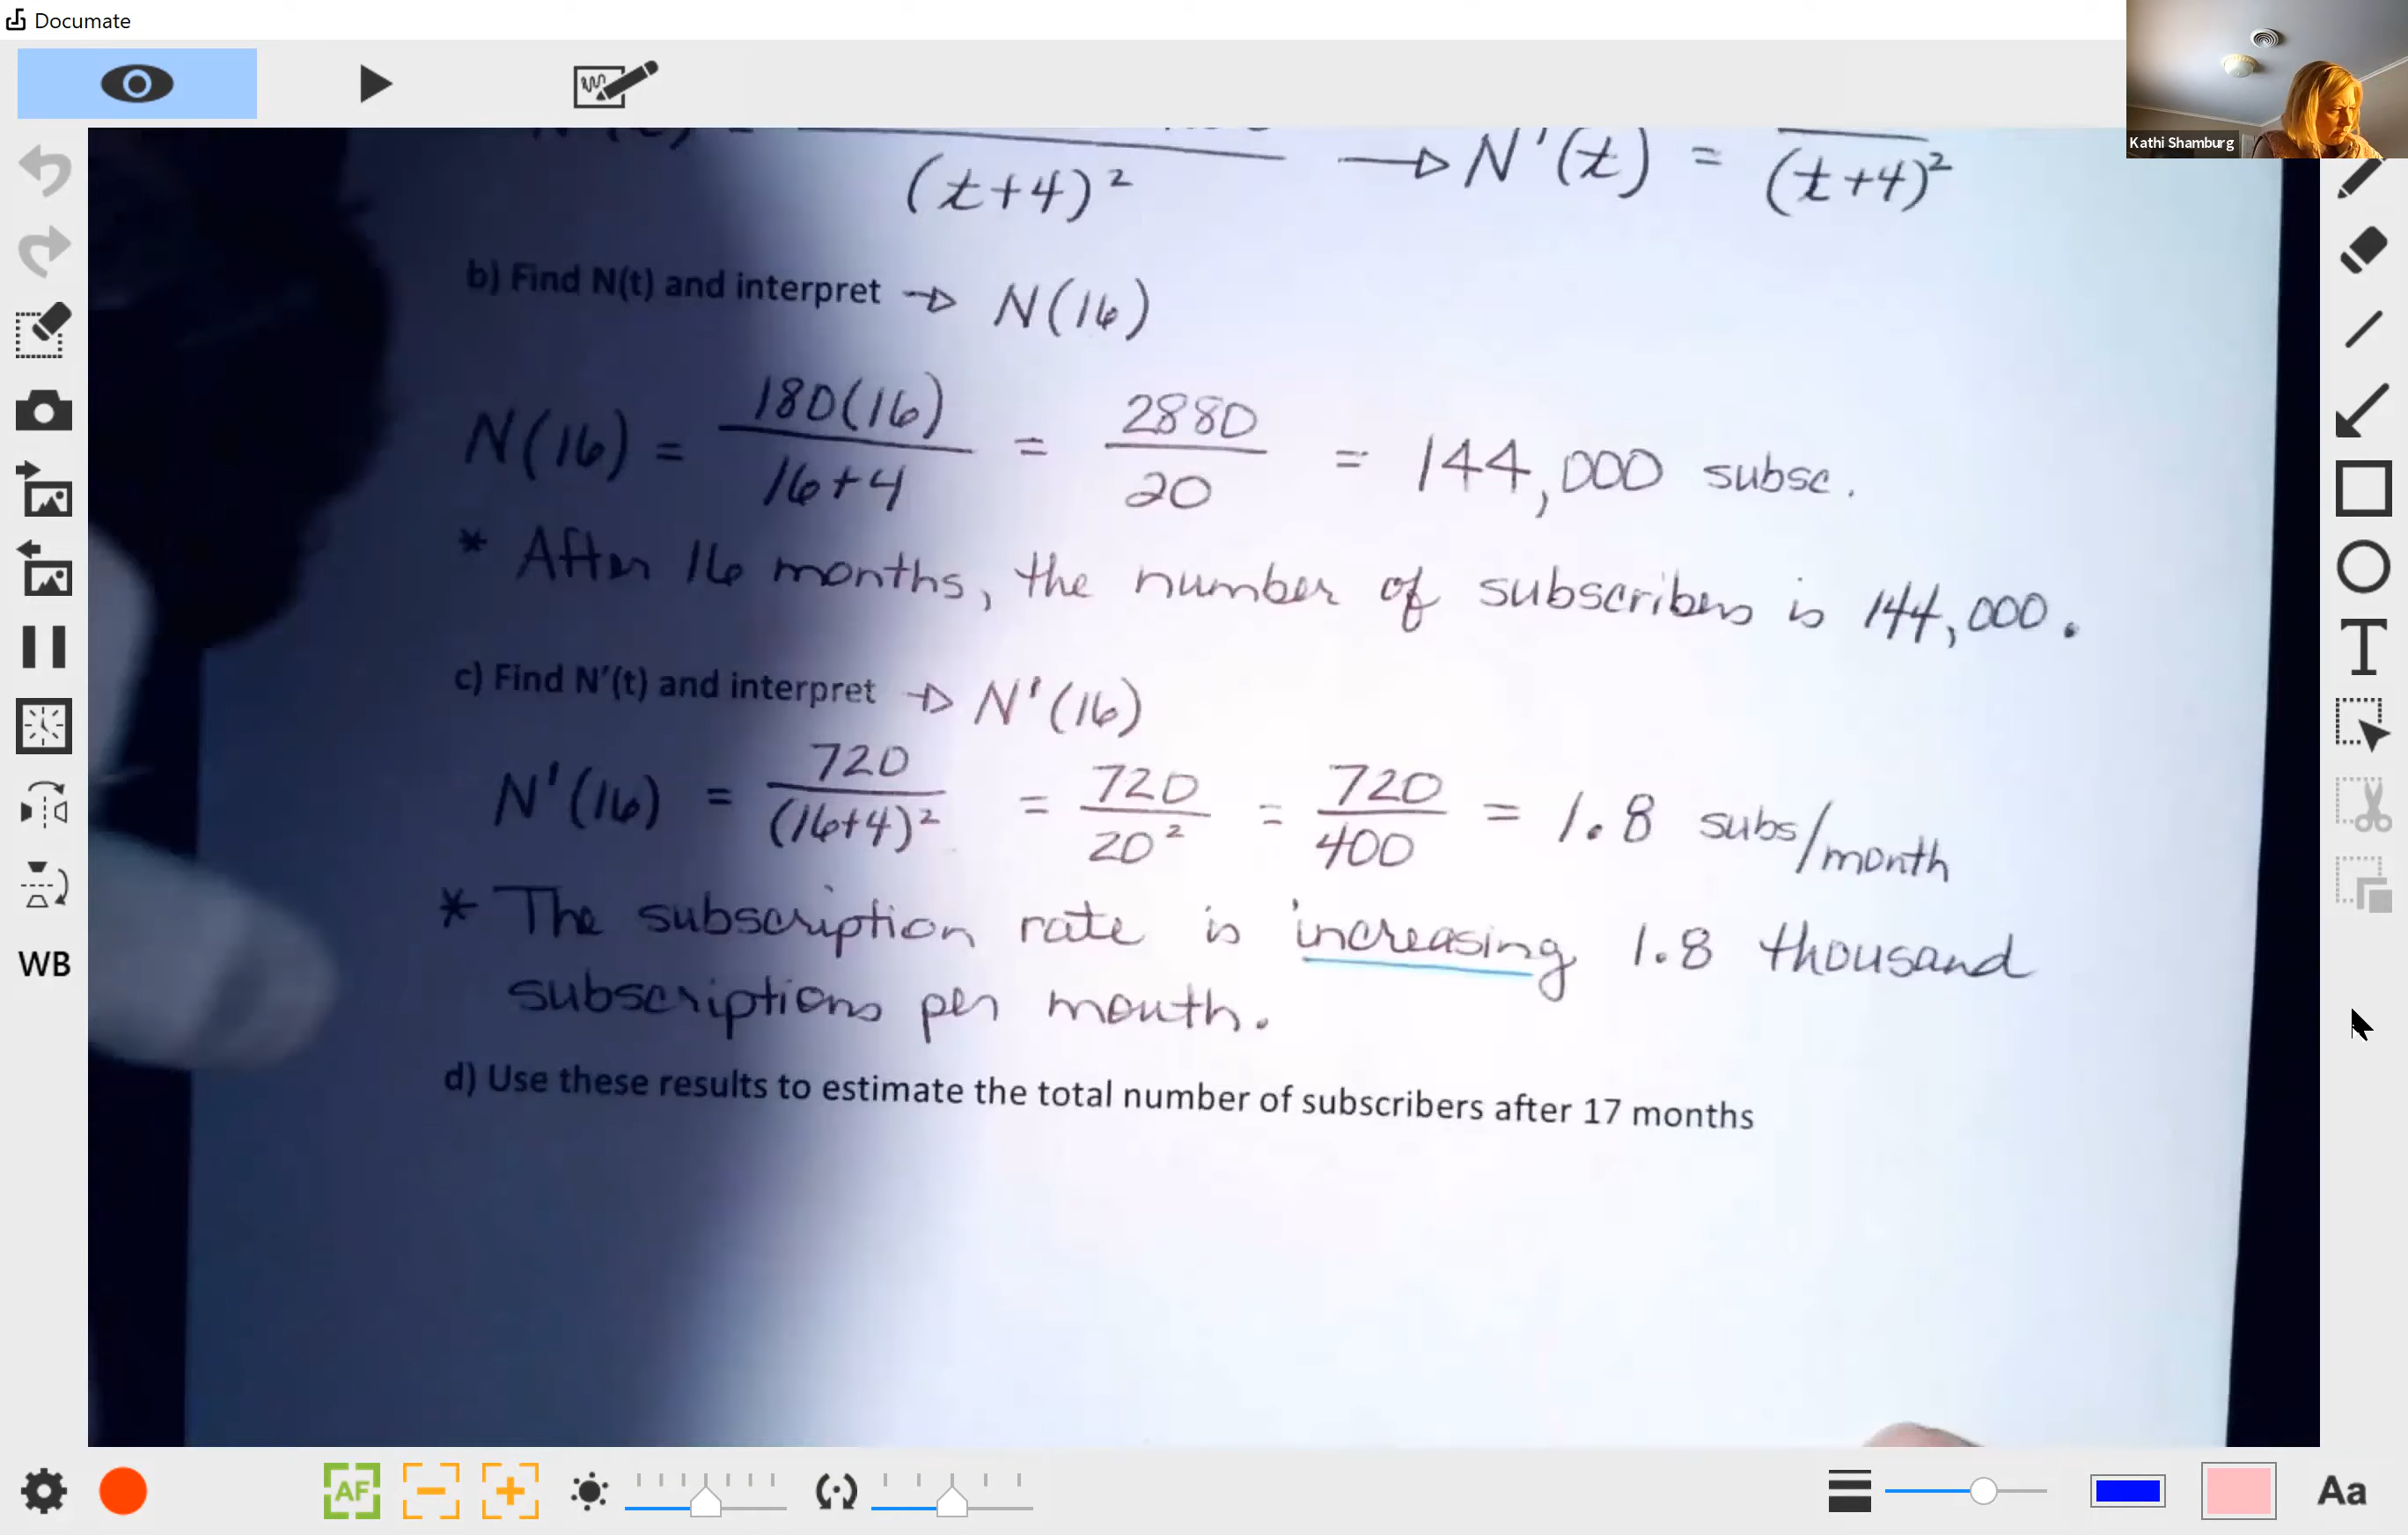 Documate
Kathi Shamburg
(t+4)² → N'(t) = (t+4)²
b) Find N(t) and interpret → N(16)
N(16) = 180(16) / 16+4 = 2880 / 20 = 144,000 subsc.
* After 16 months, the number of subscribers is 144,000.
c) Find N'(t) and interpret → N'(16)
N'(16) = 720 / (16+4)² = 720 / 20² = 720 / 400 = 1.8 subs/month
* The subscription rate is increasing 1.8 thousand
subscriptions per month.
d) Use these results to estimate the total number of subscribers after 17 months
WB
T
AF
Aa